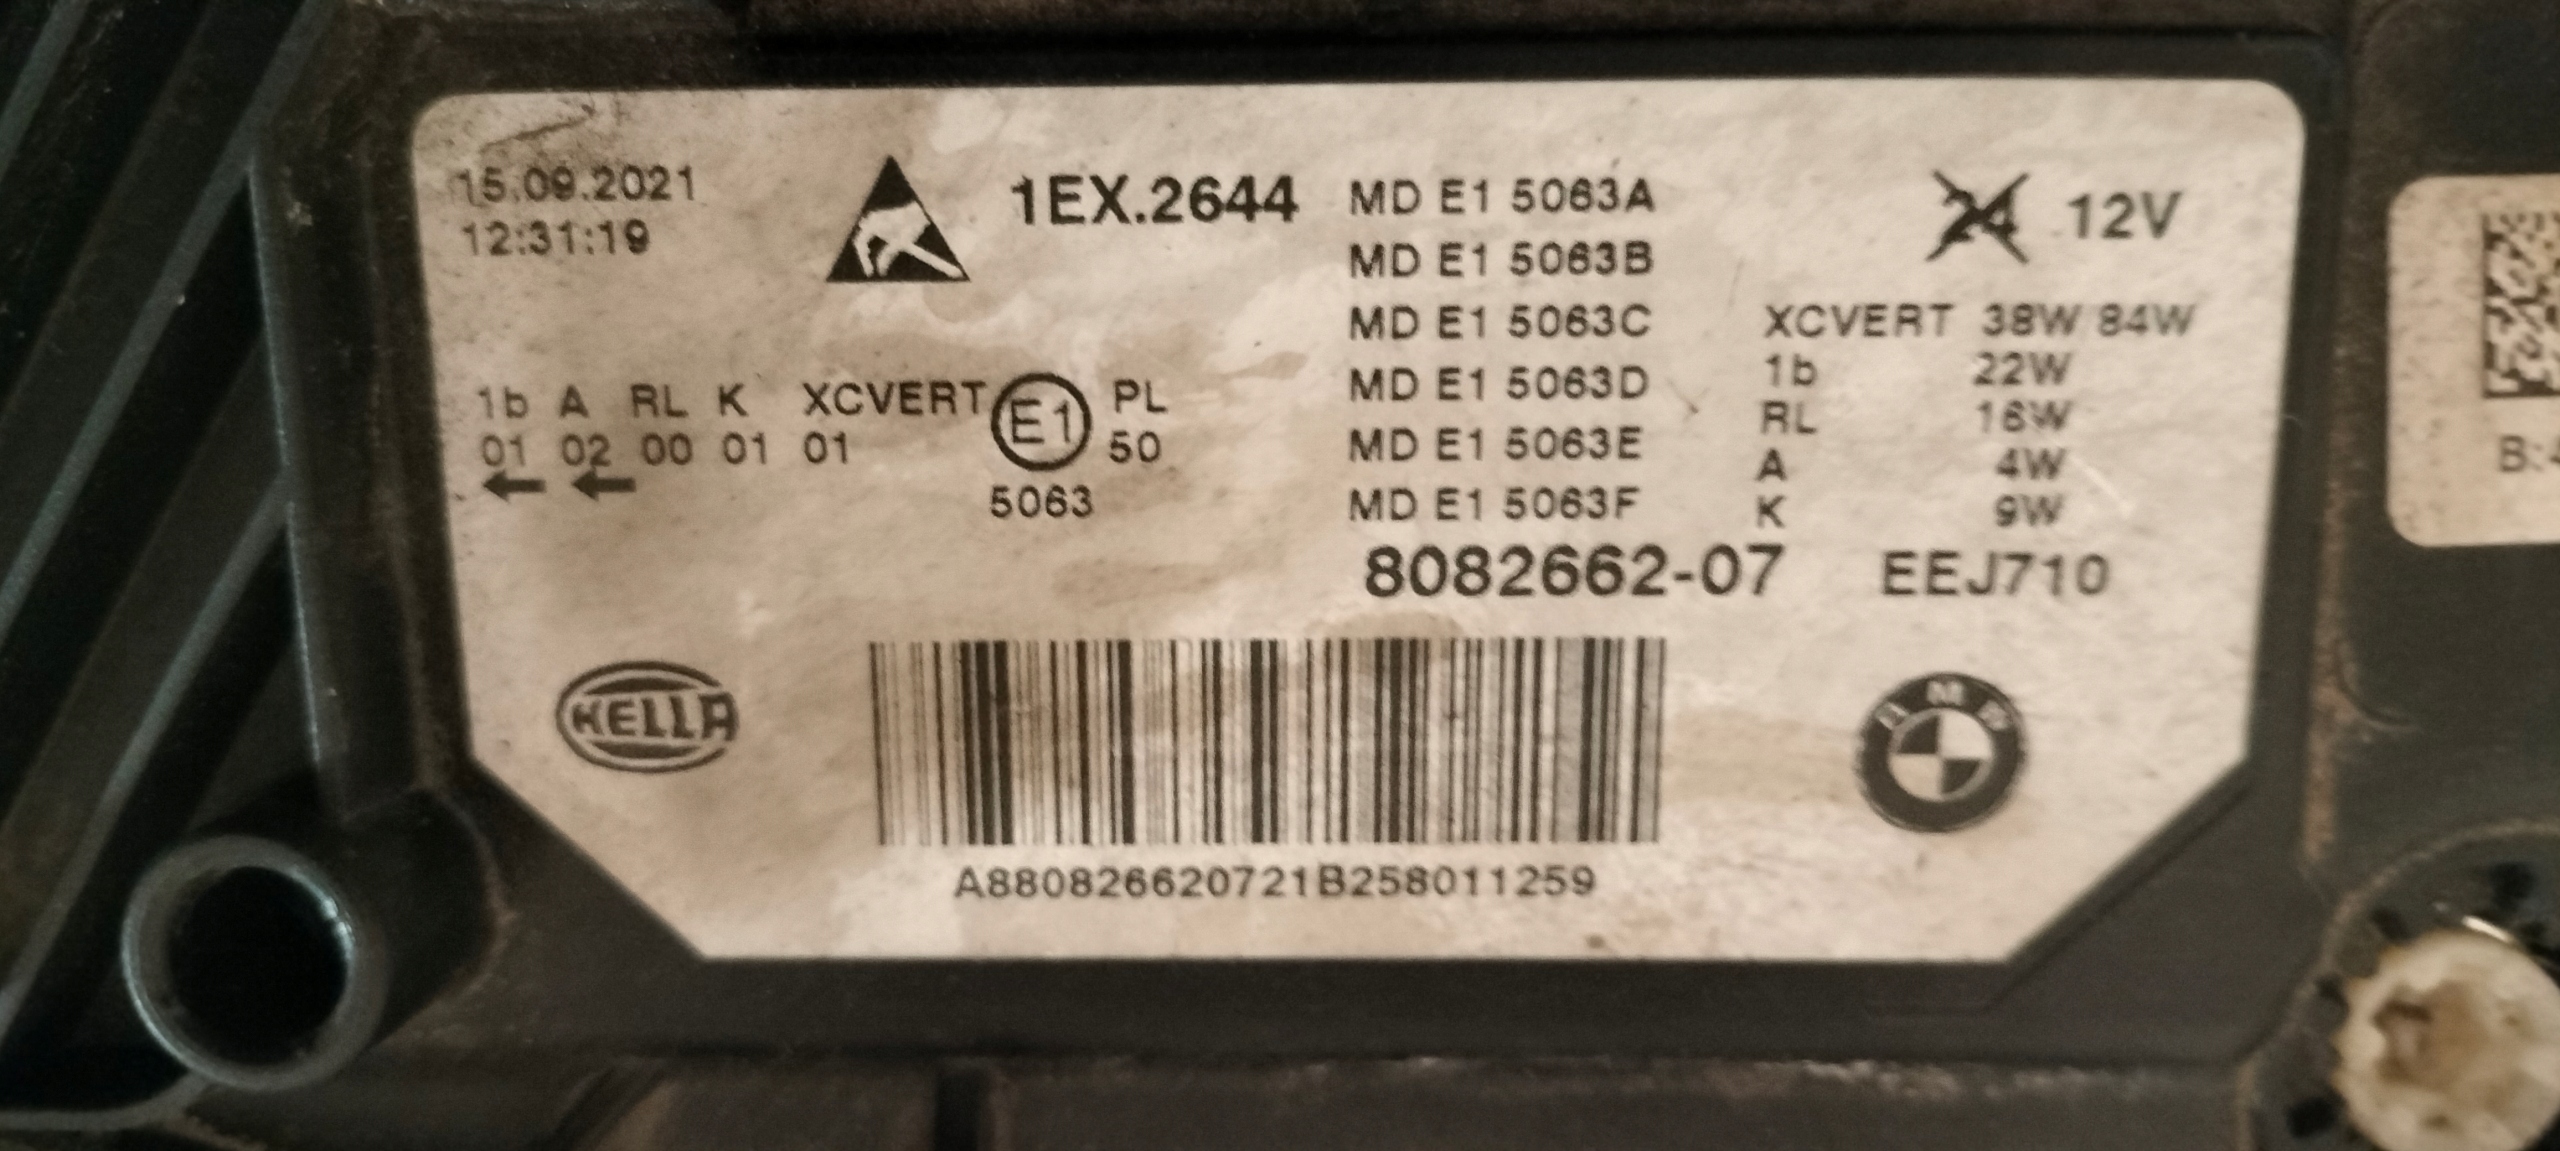 15.09.2021
12:31:19
1EX.2644
1b A RL K XCVERT
01 02 00 01 01
E1
5063
PL
50
MD E1 5063A
MD E1 5063B
MD E1 5063C
MD E1 5063D
MD E1 5063E
MD E1 5063F
24 12V
XCVERT 38W/84W
1b 22W
RL 16W
A 4W
K 9W
8082662-07 EEJ710
HELLA
A880826620721B258011259
BMW